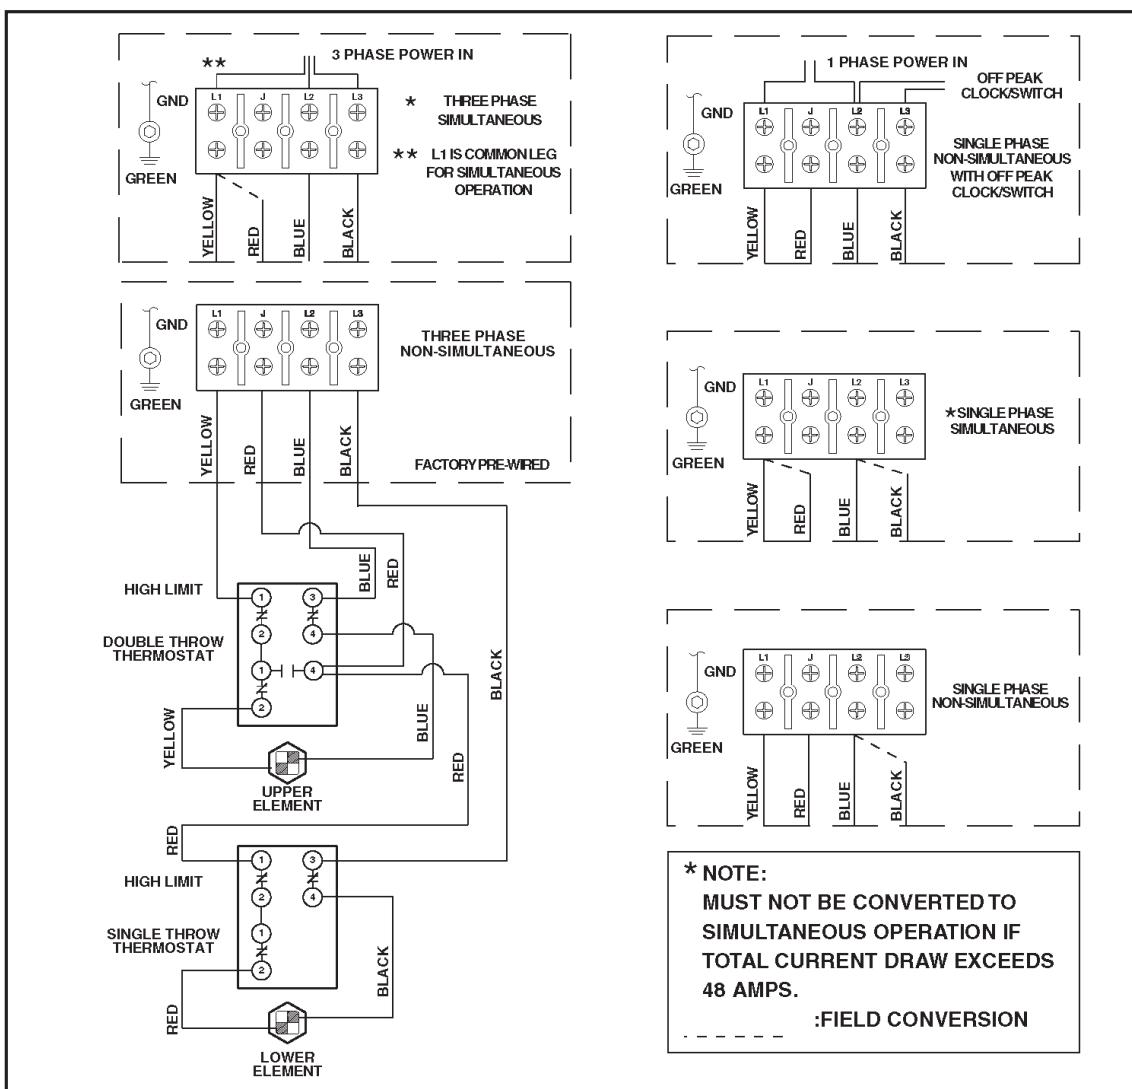 3 PHASE POWER IN
**
L1 J L2 L3
GND
GREEN
* THREE PHASE
SIMULTANEOUS
** L1 IS COMMON LEG
FOR SIMULTANEOUS
OPERATION
YELLOW
RED
BLUE
BLACK
L1 J L2 L3
GND
GREEN
THREE PHASE
NON-SIMULTANEOUS
YELLOW
RED
BLUE
BLACK
FACTORY PRE-WIRED
BLUE
RED
HIGH LIMIT
1 3
2 4
DOUBLE THROW
THERMOSTAT
1 4
2
BLACK
YELLOW
BLUE
RED
UPPER
ELEMENT
RED
HIGH LIMIT
1 3
2 4
SINGLE THROW
THERMOSTAT
1
2
BLACK
RED
LOWER
ELEMENT
1 PHASE POWER IN
OFF PEAK
CLOCK/SWITCH
L1 J L2 L3
GND
GREEN
SINGLE PHASE
NON-SIMULTANEOUS
WITH OFF PEAK
CLOCK/SWITCH
YELLOW
RED
BLUE
BLACK
L1 J L2 L3
GND
GREEN
*SINGLE PHASE
SIMULTANEOUS
YELLOW
RED
BLUE
BLACK
L1 J L2 L3
GND
GREEN
SINGLE PHASE
NON-SIMULTANEOUS
YELLOW
RED
BLUE
BLACK
* NOTE:
MUST NOT BE CONVERTED TO
SIMULTANEOUS OPERATION IF
TOTAL CURRENT DRAW EXCEEDS
48 AMPS.
:FIELD CONVERSION